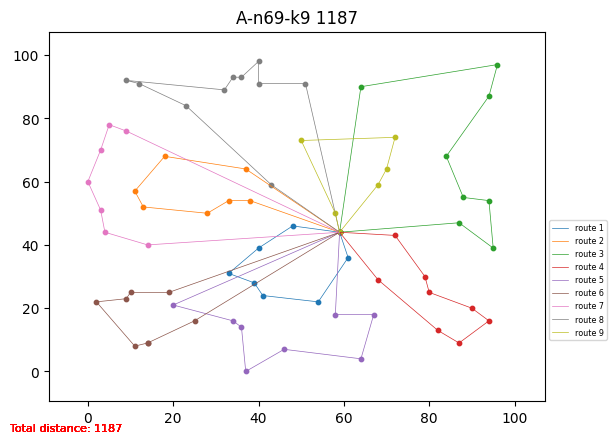 A-n69-k9 1187
100
80
60
40
20
0
0 20 40 60 80 100
route 1
route 2
route 3
route 4
route 5
route 6
route 7
route 8
route 9
Total distance: 1187